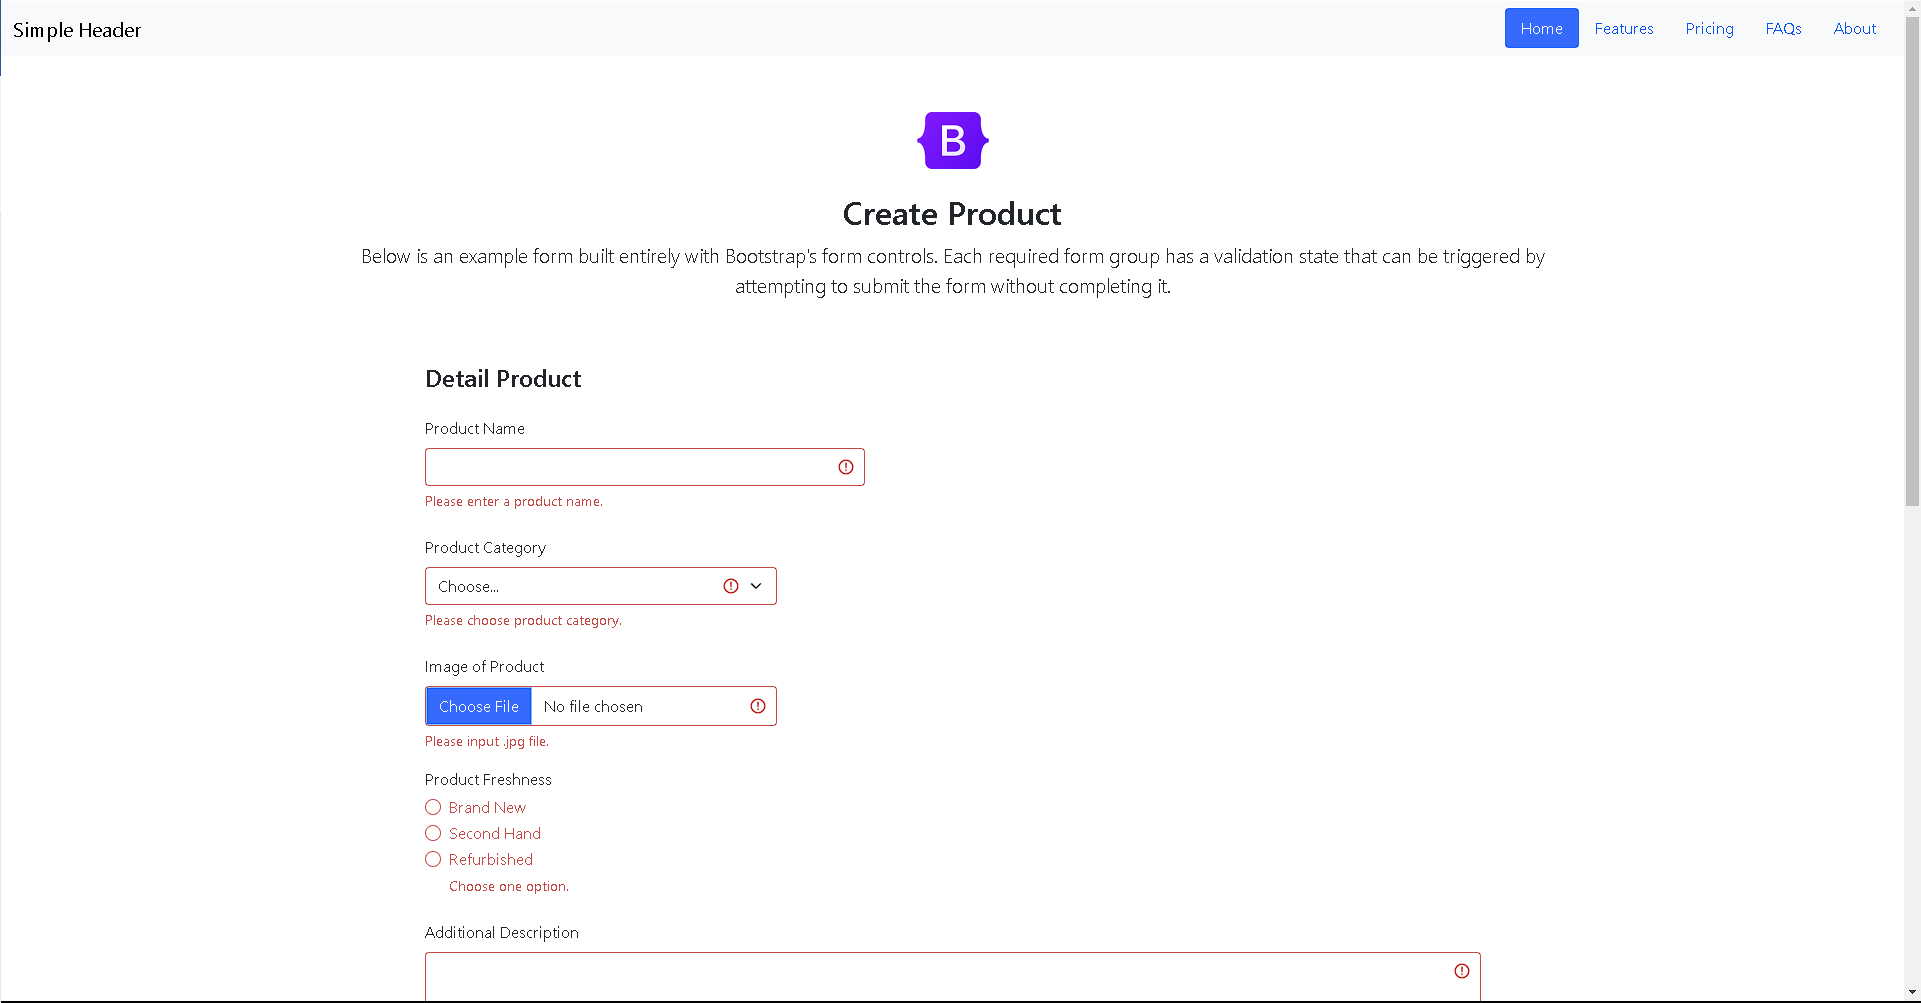 Simple Header
Home Features Pricing FAQs About
B
Create Product
Below is an example form built entirely with Bootstrap's form controls. Each required form group has a validation state that can be triggered by
attempting to submit the form without completing it.
Detail Product
Product Name
Please enter a product name.
Product Category
Choose...
Please choose product category.
Image of Product
Choose File No file chosen
Please input .jpg file.
Product Freshness
Brand New
Second Hand
Refurbished
Choose one option.
Additional Description